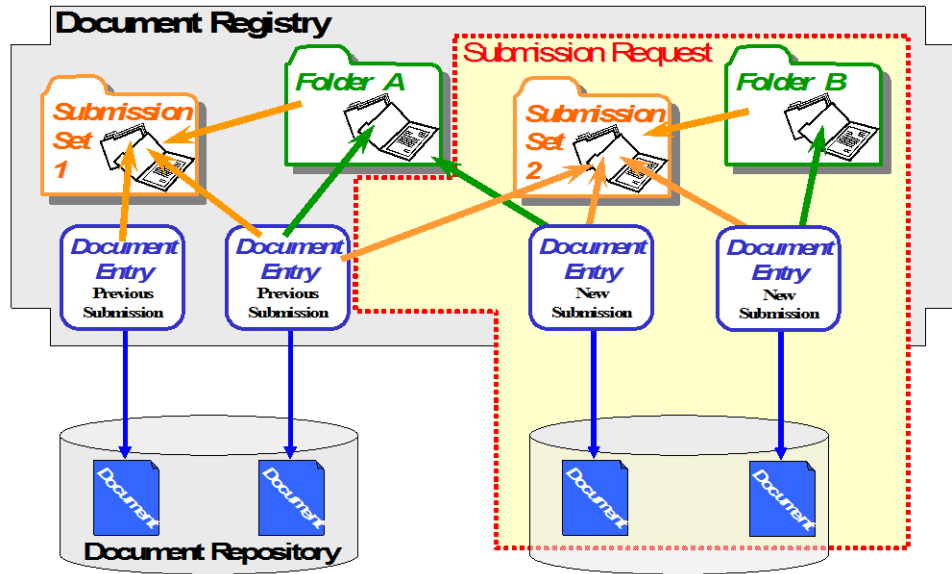 Document Registry
Submission Request
Folder A
Folder B
Submission
Set
1
Submission
Set
2
Document
Entry
Previous
Submission
Document
Entry
Previous
Submission
Document
Entry
New
Submission
Document
Entry
New
Submission
Document
Document
Document
Document
Document Repository